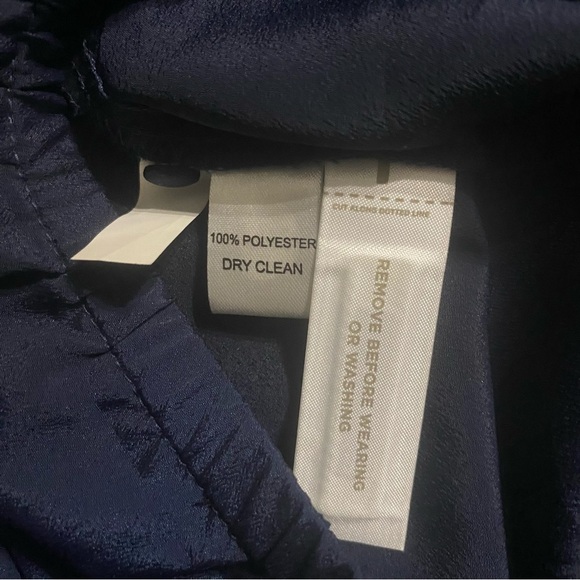 100% POLYESTER
DRY CLEAN
CUT ALONG DOTTED LINE
REMOVE BEFORE WEARING
OR WASHING